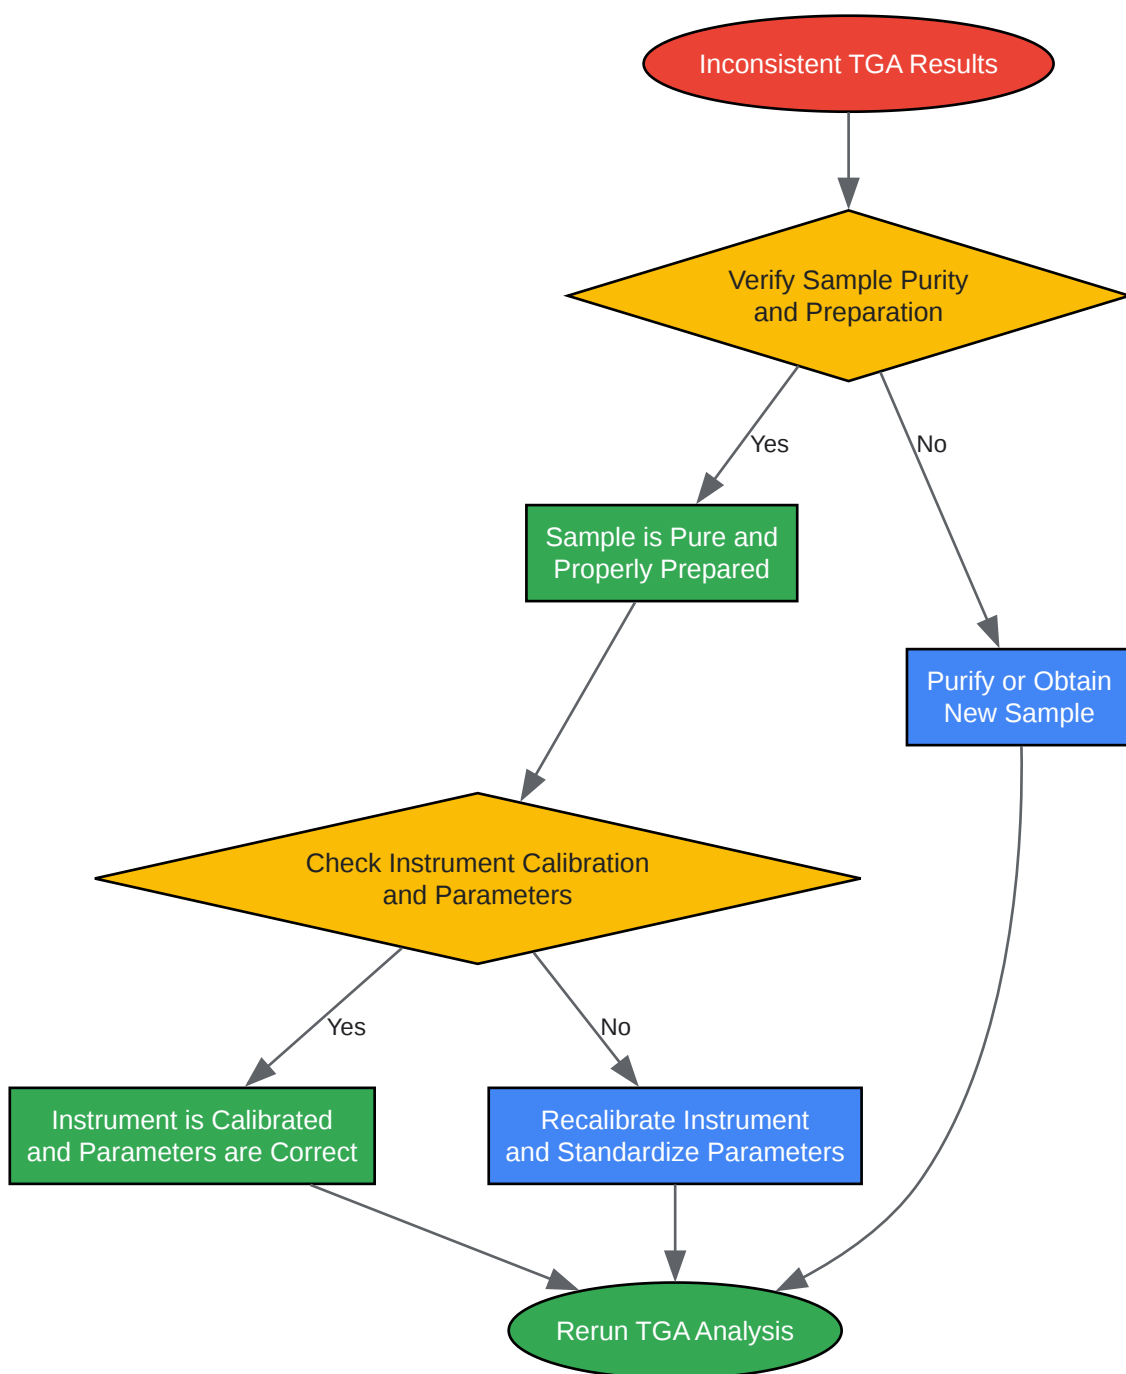 Inconsistent TGA Results
Verify Sample Purity
and Preparation
Yes
No
Sample is Pure and
Properly Prepared
Purify or Obtain
New Sample
Check Instrument Calibration
and Parameters
Yes
No
Instrument is Calibrated
and Parameters are Correct
Recalibrate Instrument
and Standardize Parameters
Rerun TGA Analysis